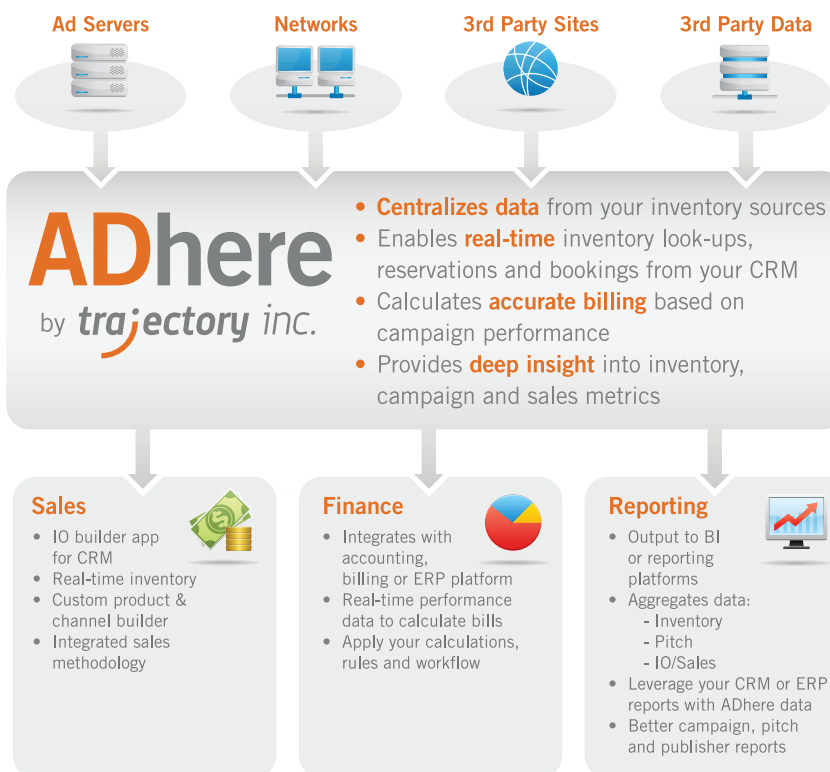 Ad Servers
Networks
3rd Party Sites
3rd Party Data
ADhere
by trajectory inc.
• Centralizes data from your inventory sources
• Enables real-time inventory look-ups,
reservations and bookings from your CRM
• Calculates accurate billing based on
campaign performance
• Provides deep insight into inventory,
campaign and sales metrics
Sales
• IO builder app
for CRM
• Real-time inventory
• Custom product &
channel builder
• Integrated sales
methodology
Finance
• Integrates with
accounting,
billing or ERP platform
• Real-time performance
data to calculate bills
• Apply your calculations,
rules and workflow
Reporting
• Output to BI
or reporting
platforms
• Aggregates data:
- Inventory
- Pitch
- IO/Sales
• Leverage your CRM or ERP
reports with ADhere data
• Better campaign, pitch
and publisher reports